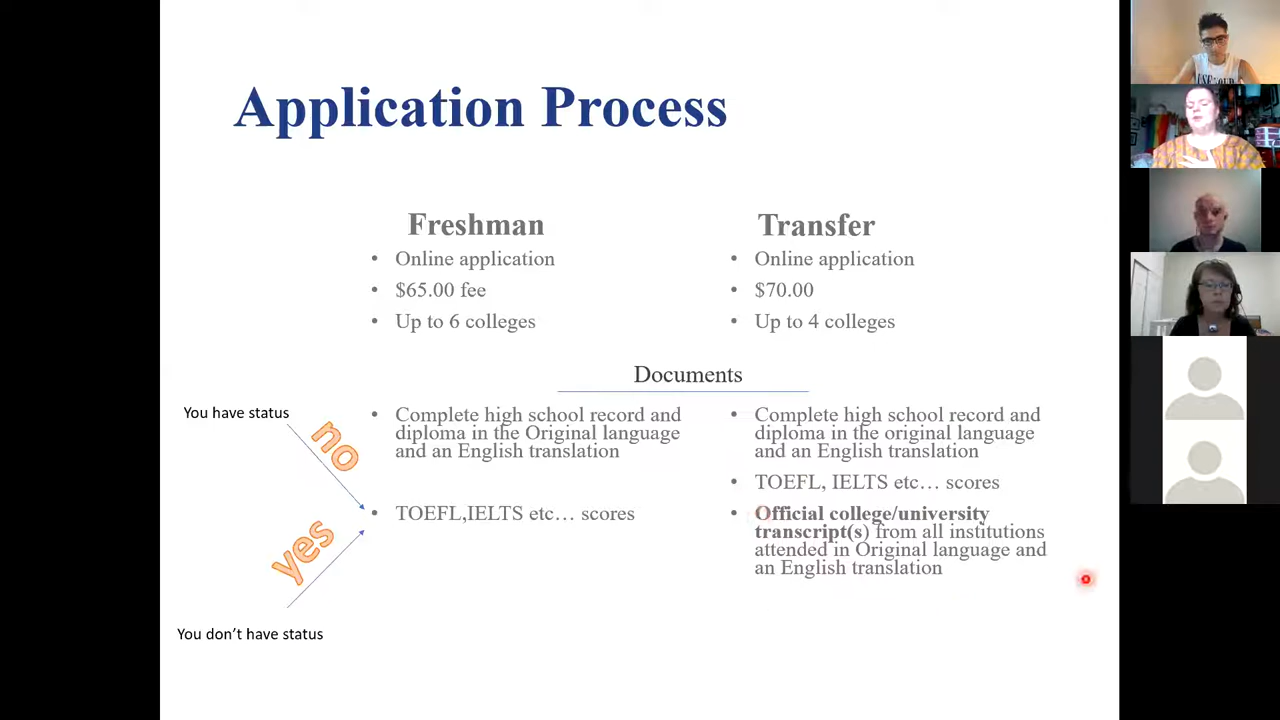 Application Process
Freshman
Transfer
• Online application
• $65.00 fee
• Up to 6 colleges
• Online application
• $70.00
• Up to 4 colleges
Documents
You have status
no
yes
You don't have status
• Complete high school record and
diploma in the Original language
and an English translation
• TOEFL,IELTS etc… scores
• Complete high school record and
diploma in the original language
and an English translation
• TOEFL, IELTS etc… scores
• Official college/university
transcript(s) from all institutions
attended in Original language and
an English translation